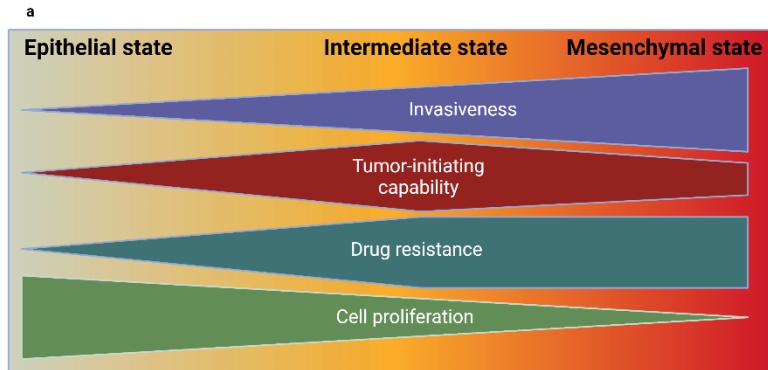 a
Epithelial state
Intermediate state
Mesenchymal state
Invasiveness
Tumor-initiating
capability
Drug resistance
Cell proliferation